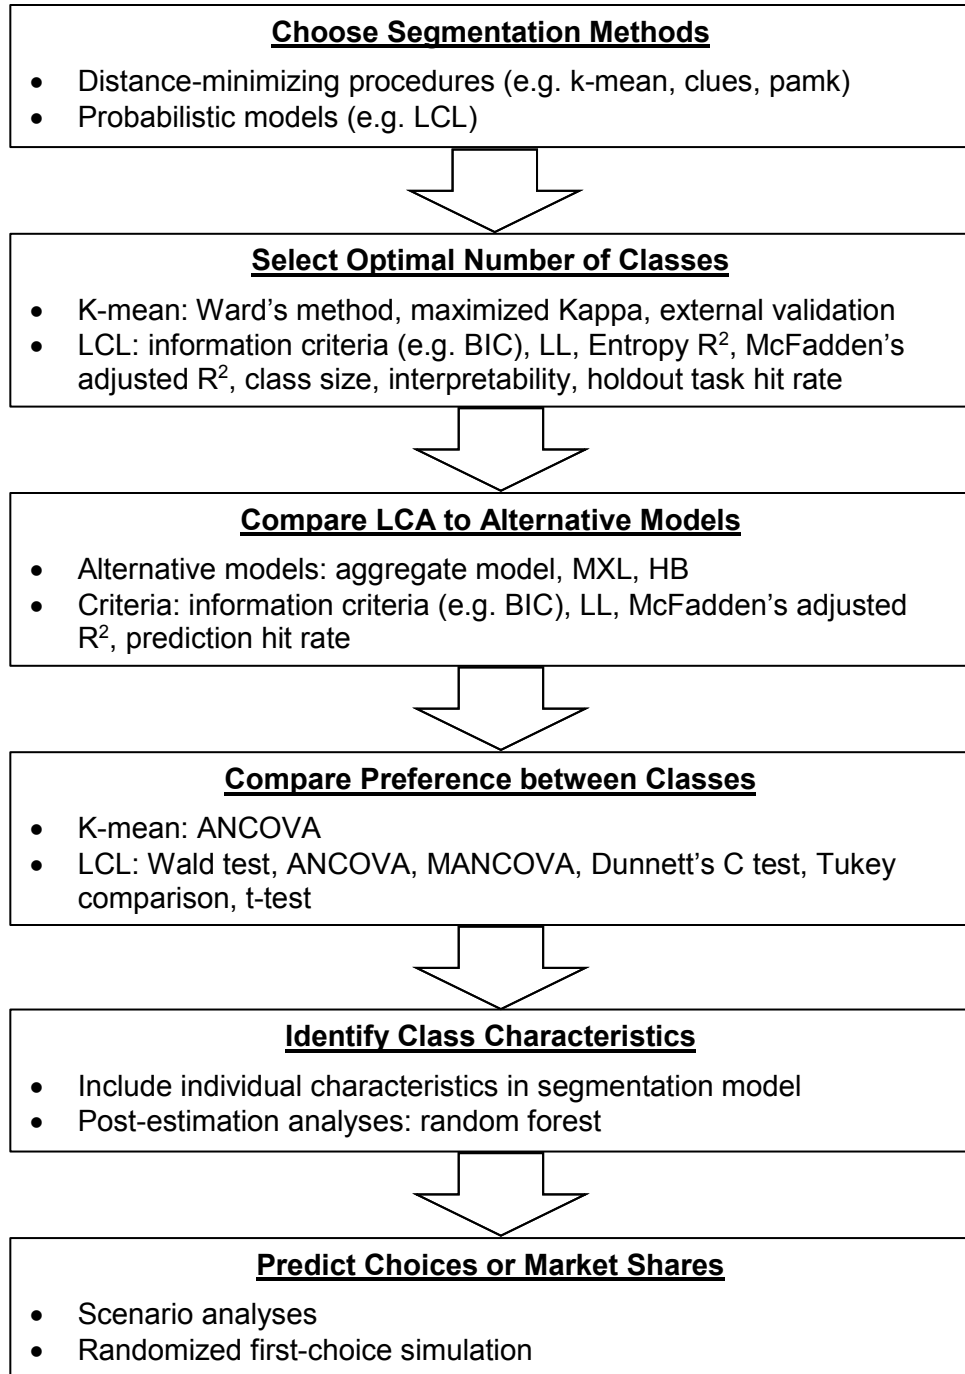 Choose Segmentation Methods
• Distance-minimizing procedures (e.g. k-mean, clues, pamk)
• Probabilistic models (e.g. LCL)
Select Optimal Number of Classes
• K-mean: Ward’s method, maximized Kappa, external validation
• LCL: information criteria (e.g. BIC), LL, Entropy R², McFadden’s
adjusted R², class size, interpretability, holdout task hit rate
Compare LCA to Alternative Models
• Alternative models: aggregate model, MXL, HB
• Criteria: information criteria (e.g. BIC), LL, McFadden’s adjusted
R², prediction hit rate
Compare Preference between Classes
• K-mean: ANCOVA
• LCL: Wald test, ANCOVA, MANCOVA, Dunnett’s C test, Tukey
comparison, t-test
Identify Class Characteristics
• Include individual characteristics in segmentation model
• Post-estimation analyses: random forest
Predict Choices or Market Shares
• Scenario analyses
• Randomized first-choice simulation